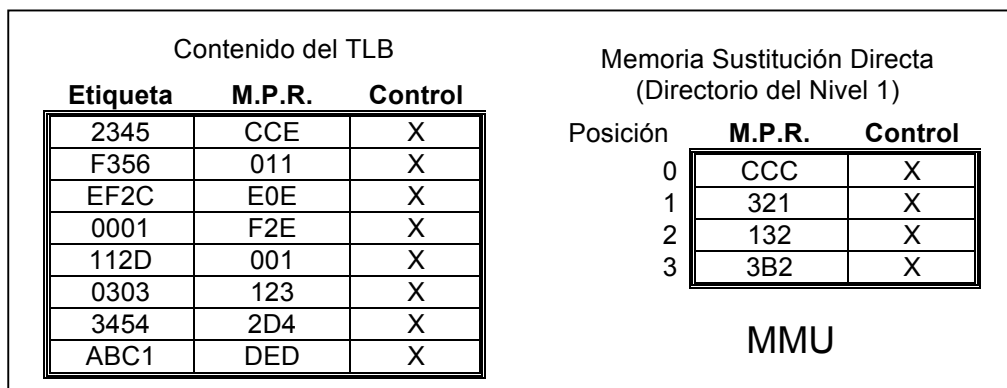 Contenido del TLB
Etiqueta M.P.R. Control
2345 CCE X
F356 011 X
EF2C E0E X
0001 F2E X
112D 001 X
0303 123 X
3454 2D4 X
ABC1 DED X
Memoria Sustitución Directa
(Directorio del Nivel 1)
Posición M.P.R. Control
0 CCC X
1 321 X
2 132 X
3 3B2 X
MMU